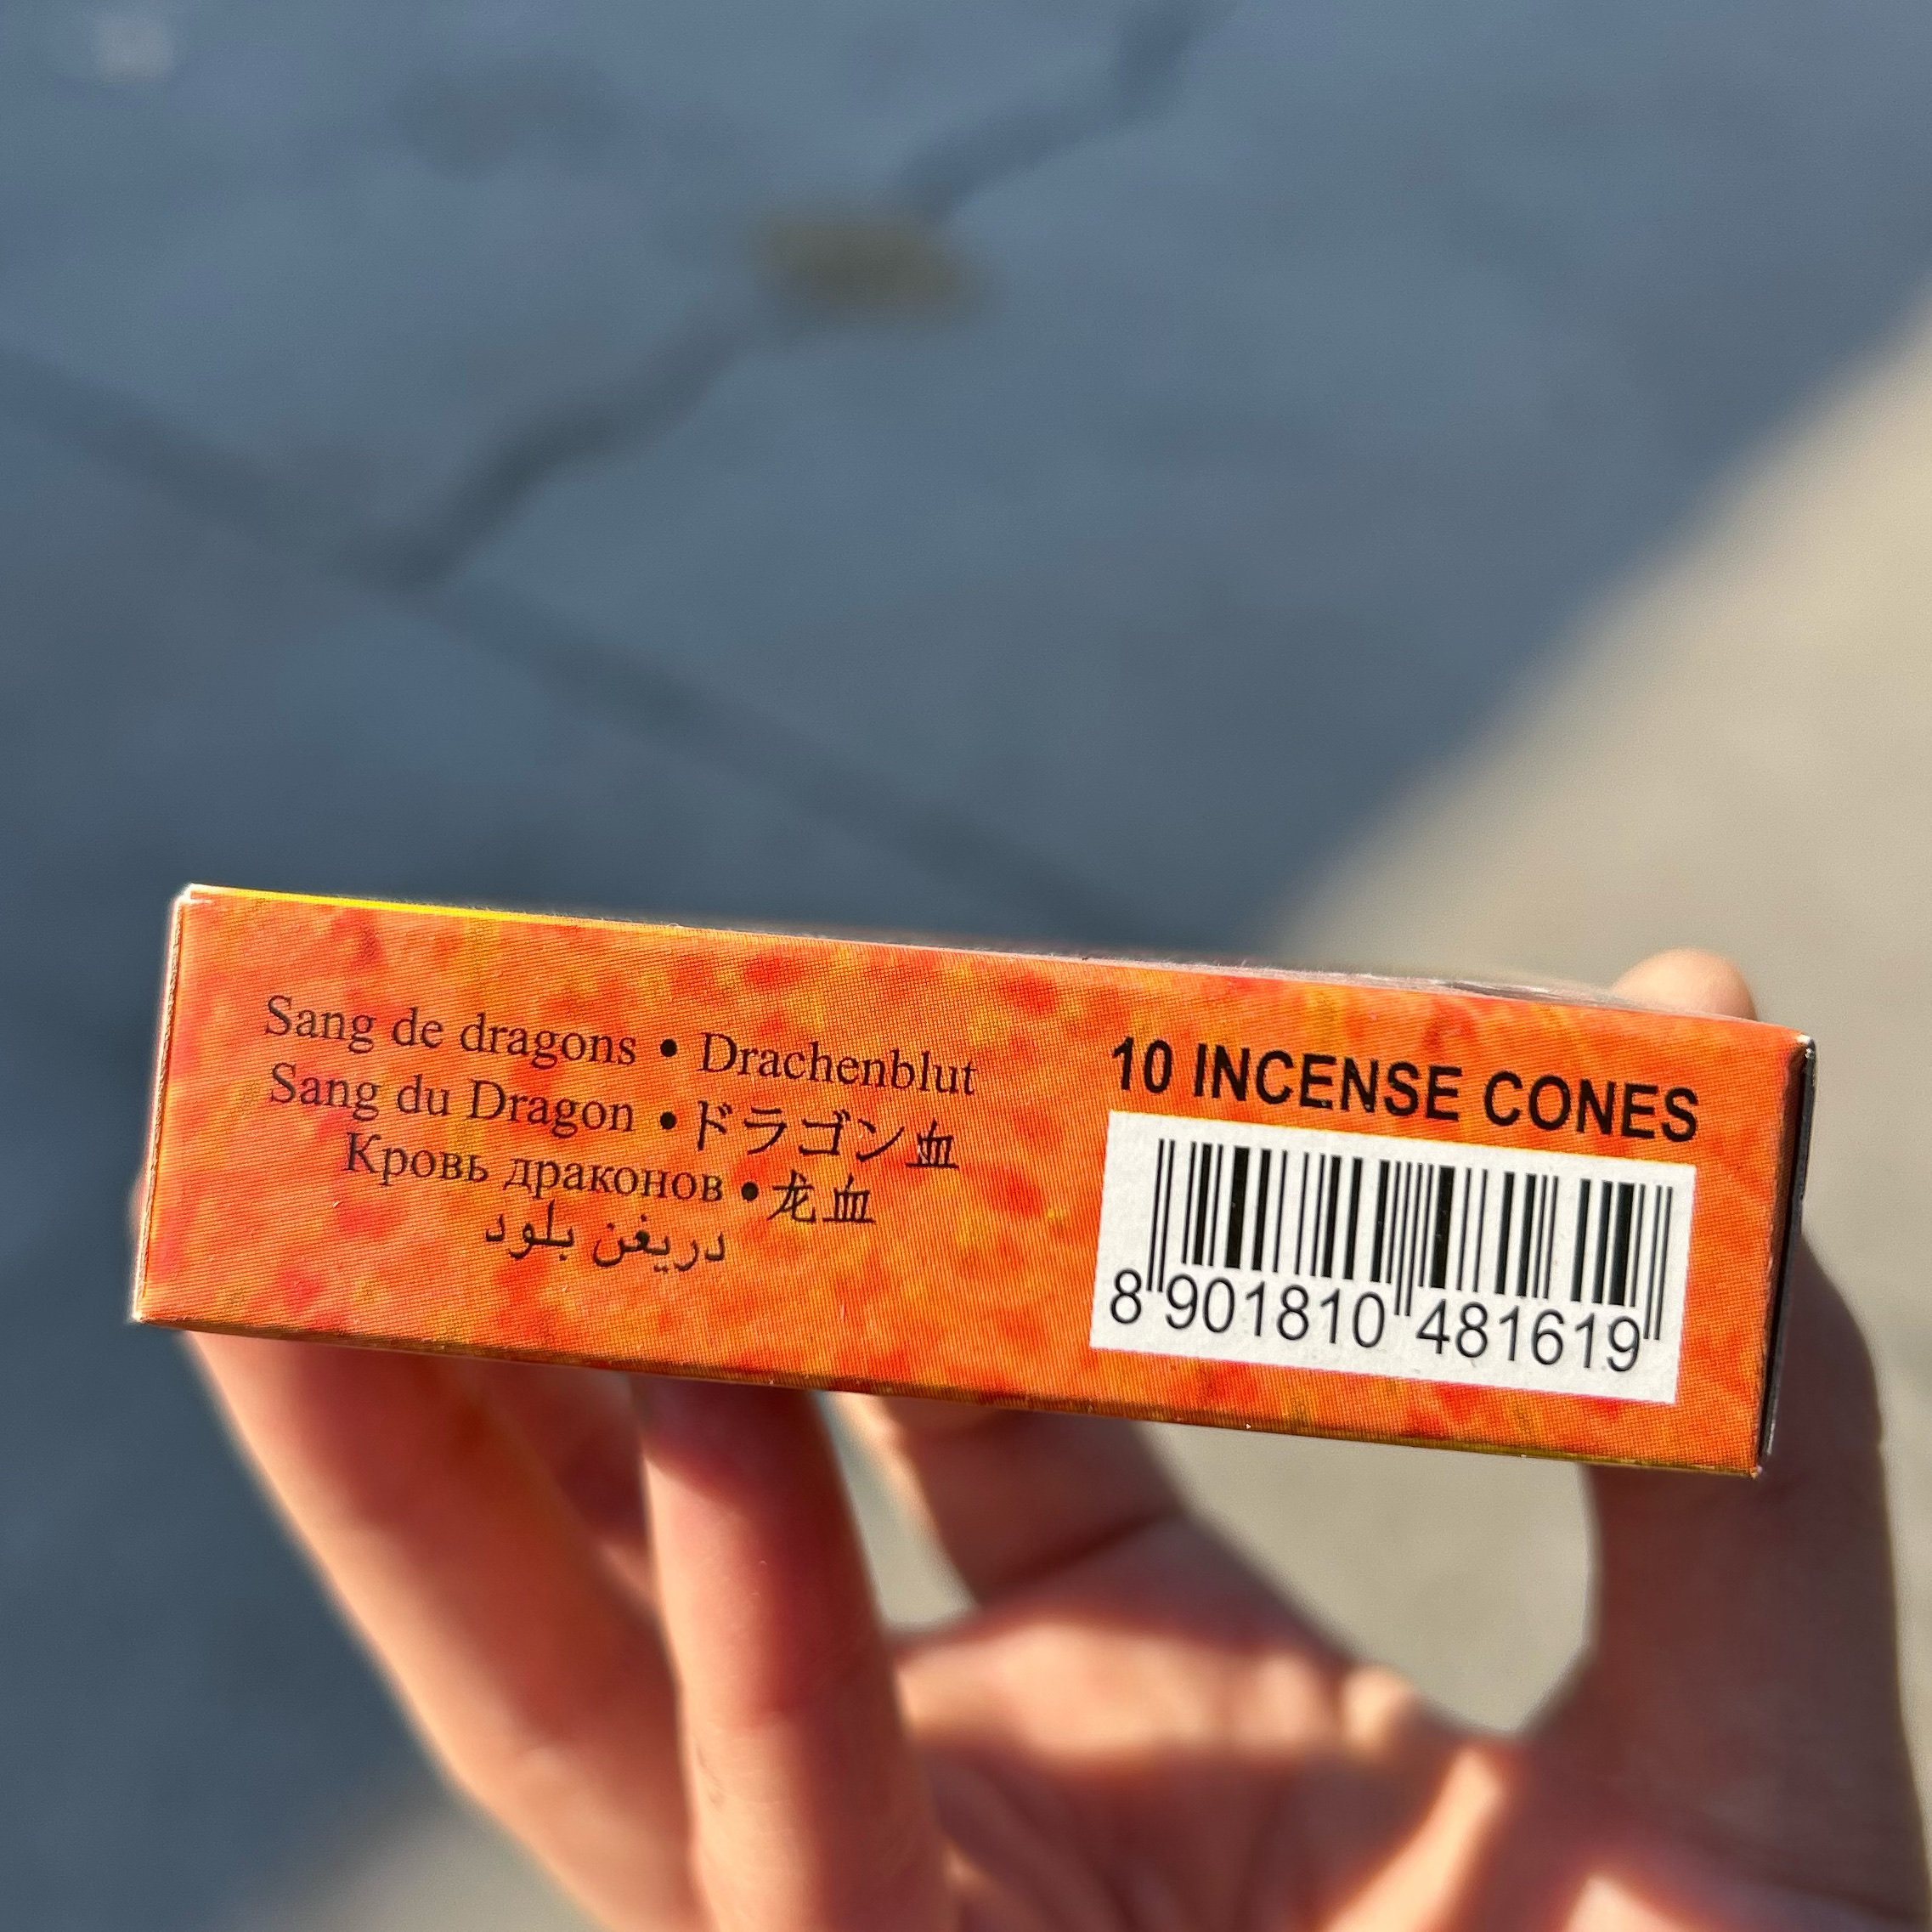 Sang de dragons • Drachenblut
Sang du Dragon • ドラゴン血
Кровь драконов • 龙血
دريغن بلود
10 INCENSE CONES
8 901810 481619